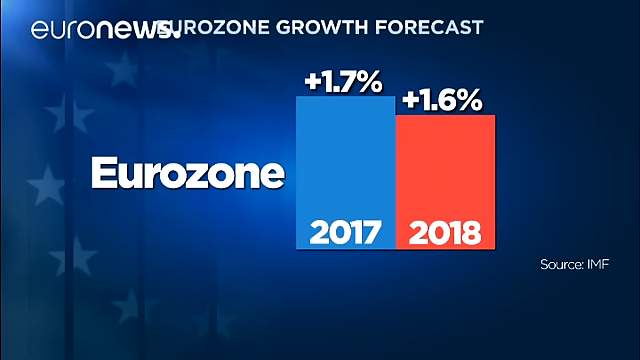 euronews.
EUROZONE GROWTH FORECAST
+1.7%
+1.6%
Eurozone
2017
2018
Source: IMF